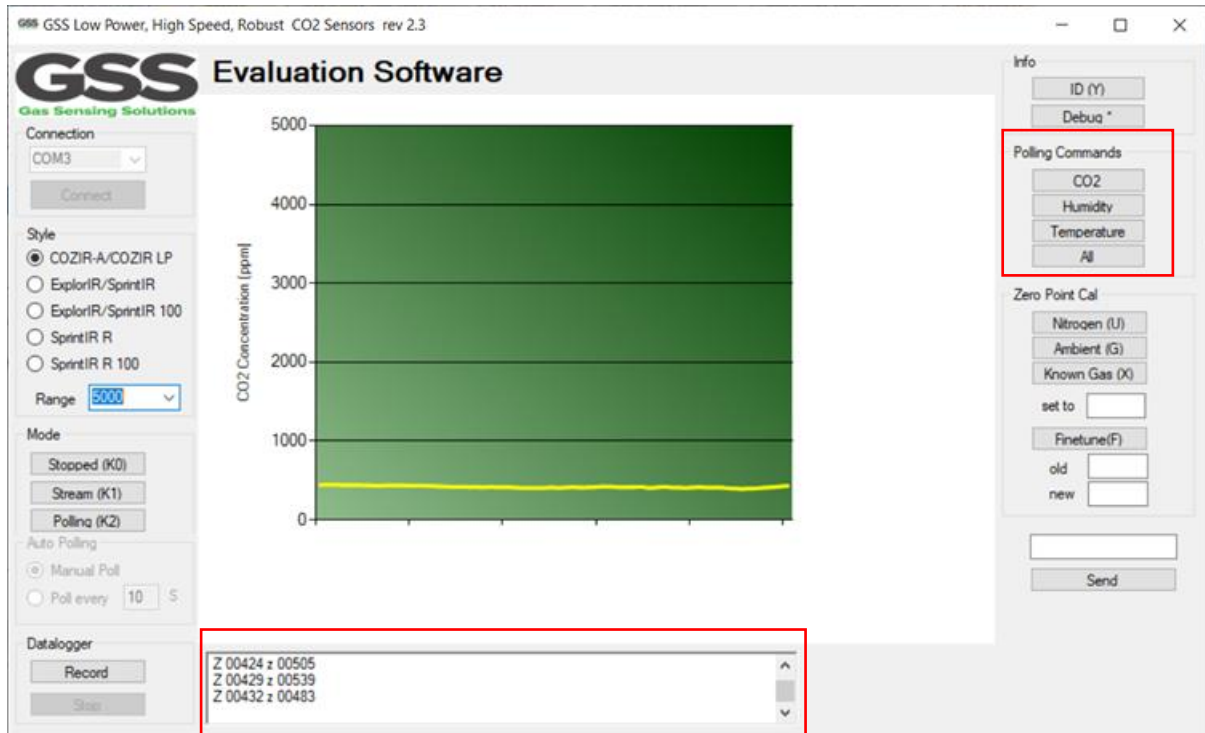 GSS GSS Low Power, High Speed, Robust CO2 Sensors rev 2.3
GSS
Gas Sensing Solutions
Evaluation Software
Connection
COM3
Connect
Style
COZIR-A/COZIR LP
ExplorIR/SprintIR
ExplorIR/SprintIR 100
SprintIR R
SprintIR R 100
Range 5000
Mode
Stopped (K0)
Stream (K1)
Polling (K2)
Auto Polling
Manual Poll
Poll every 10 S
Datalogger
Record
Stop
CO2 Concentration [ppm]
5000
4000
3000
2000
1000
0
Z 00424 z 00505
Z 00429 z 00539
Z 00432 z 00483
Info
ID (Y)
Debug *
Polling Commands
CO2
Humidity
Temperature
All
Zero Point Cal
Nitrogen (U)
Ambient (G)
Known Gas (X)
set to
Finetune(F)
old
new
Send